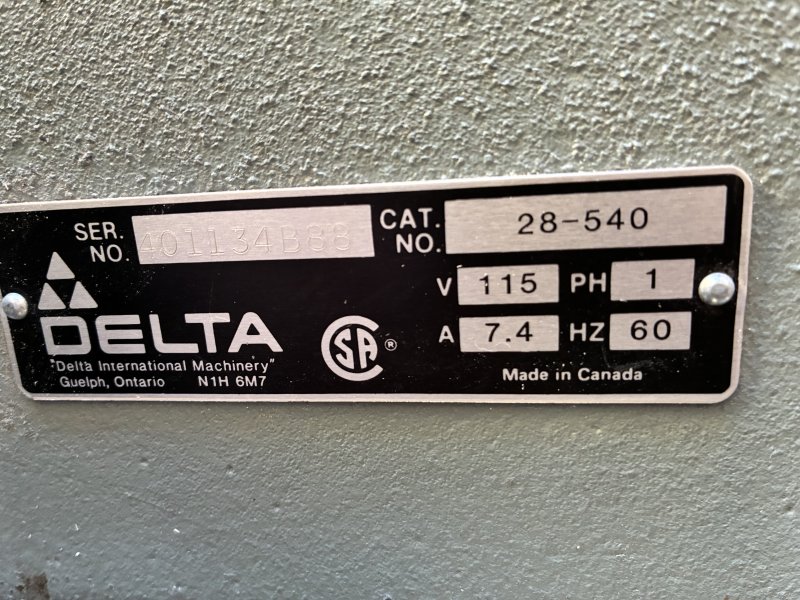 SER. NO. 401134B88 CAT. NO. 28-540
V 115 PH 1
A 7.4 HZ 60
DELTA
"Delta International Machinery"
Guelph, Ontario N1H 6M7
SA ®
Made in Canada